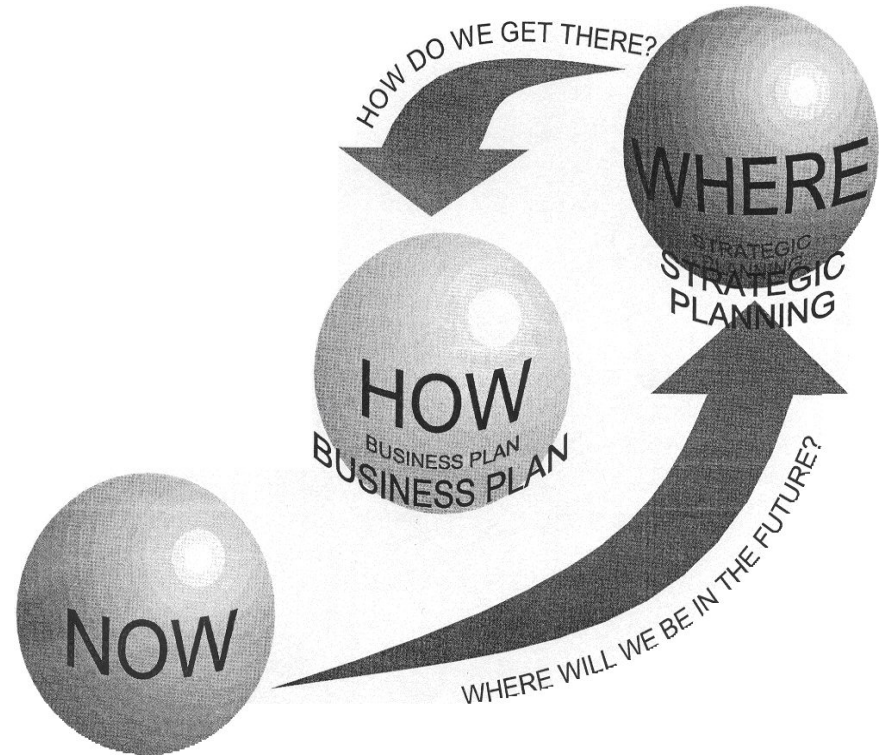 HOW DO WE GET THERE?
WHERE
STRATEGIC
PLANNING
STRATEGIC
PLANNING
HOW
BUSINESS PLAN
BUSINESS PLAN
NOW
WHERE WILL WE BE IN THE FUTURE?